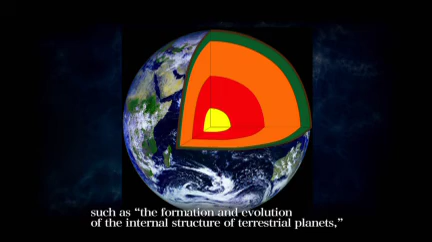 such as “the formation and evolution
of the internal structure of terrestrial planets,”